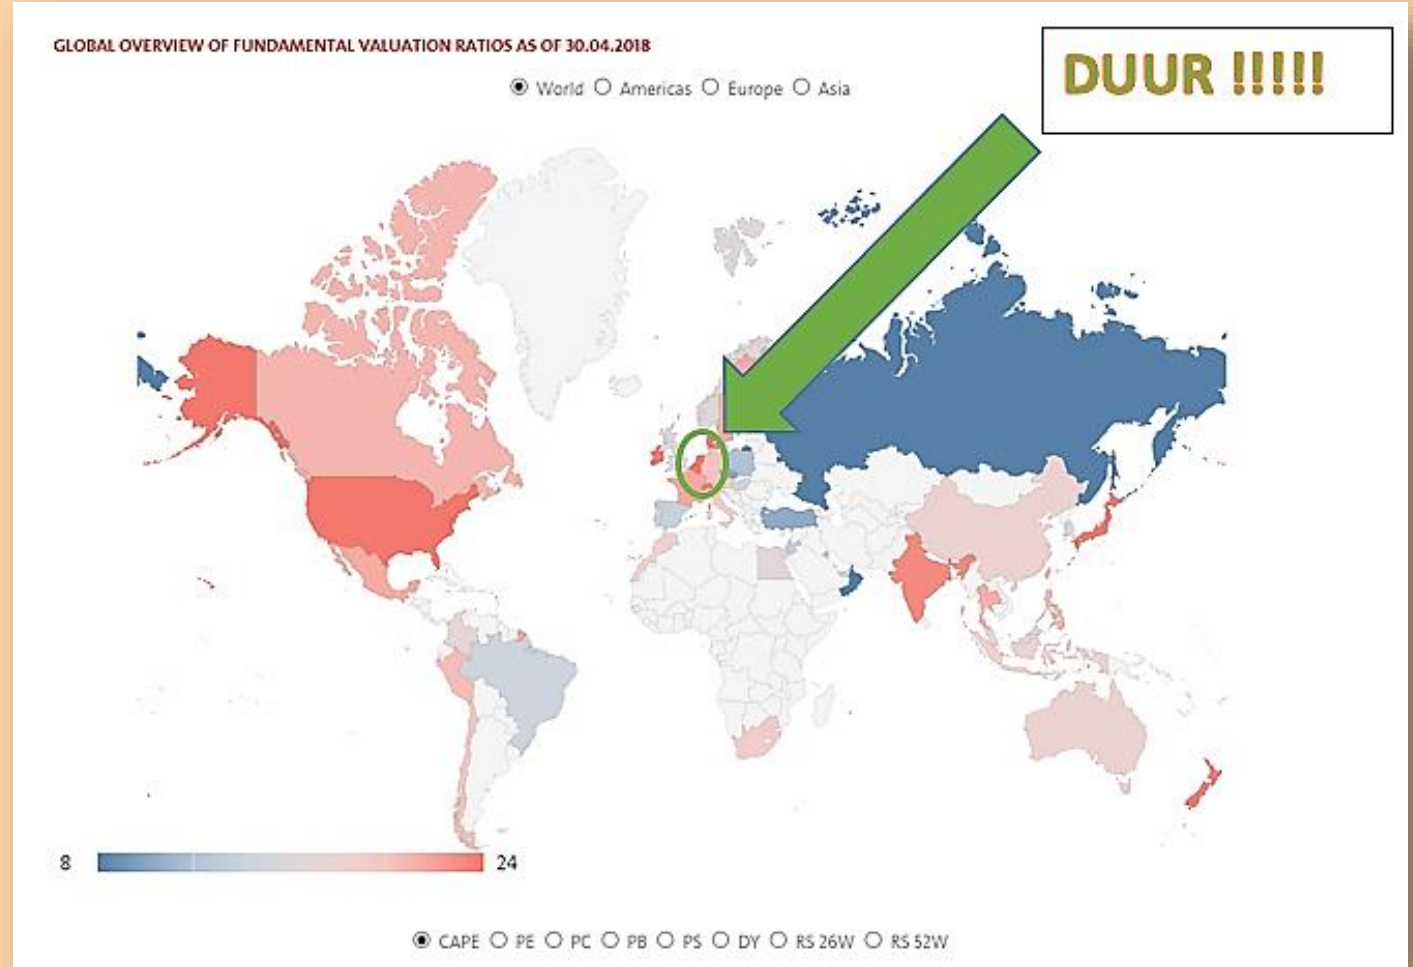 GLOBAL OVERVIEW OF FUNDAMENTAL VALUATION RATIOS AS OF 30.04.2018
DUUR !!!!!
World Americas Europe Asia
8 24
CAPE PE PC PB PS DY RS 26W RS 52W